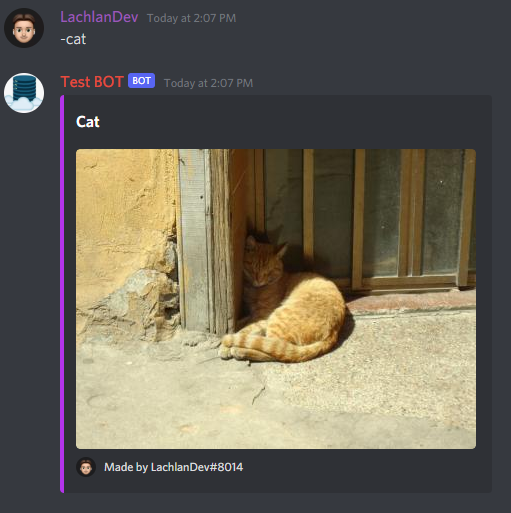 LachlanDev Today at 2:07 PM
-cat
Test BOT BOT Today at 2:07 PM
Cat
Made by LachlanDev#8014